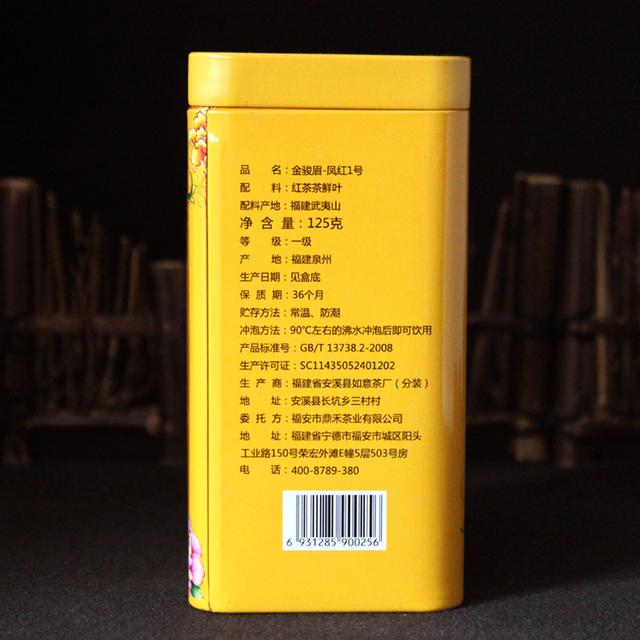 品 名：金骏眉-凤红1号
配 料：红茶茶鲜叶
配料产地：福建武夷山
净 含 量：125克
等 级：一级
产 地：福建泉州
生产日期：见盒底
保 质 期：36个月
贮存方法：常温、防潮
冲泡方法：90℃左右的沸水冲泡后即可饮用
产品标准号：GB/T 13738.2-2008
生产许可证：SC11435052401202
生 产 商：福建省安溪县如意茶厂（分装）
地 址：安溪县长坑乡三村村
委 托 方：福安市鼎禾茶业有限公司
地 址：福建省宁德市福安市城区阳头
工业路150号荣宏外滩E幢5层503号房
电 话：400-8789-380
6 931285 900256